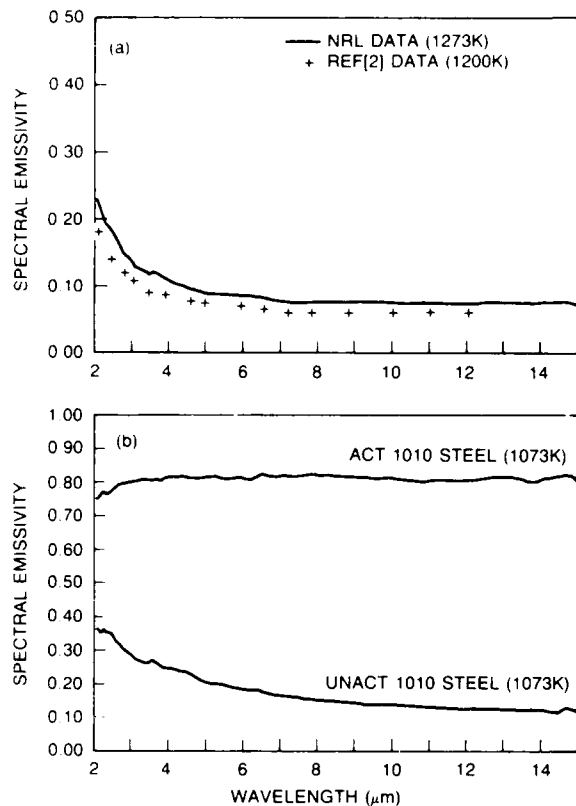 0 50
(a)
NRL DATA (1273K)
+ REF[2] DATA (1200K)
0 40
0 30
0.20
0.10
0 00
SPECTRAL EMISSIVITY
2 4 6 8 10 12 14
1 00
(b)
0.90
ACT 1010 STEEL (1073K)
0.80
0.70
0.60
0.50
0.40
0.30
0.20
UNACT 1010 STEEL (1073K)
0.10
0.00
SPECTRAL EMISSIVITY
2 4 6 8 10 12 14
WAVELENGTH (μm)